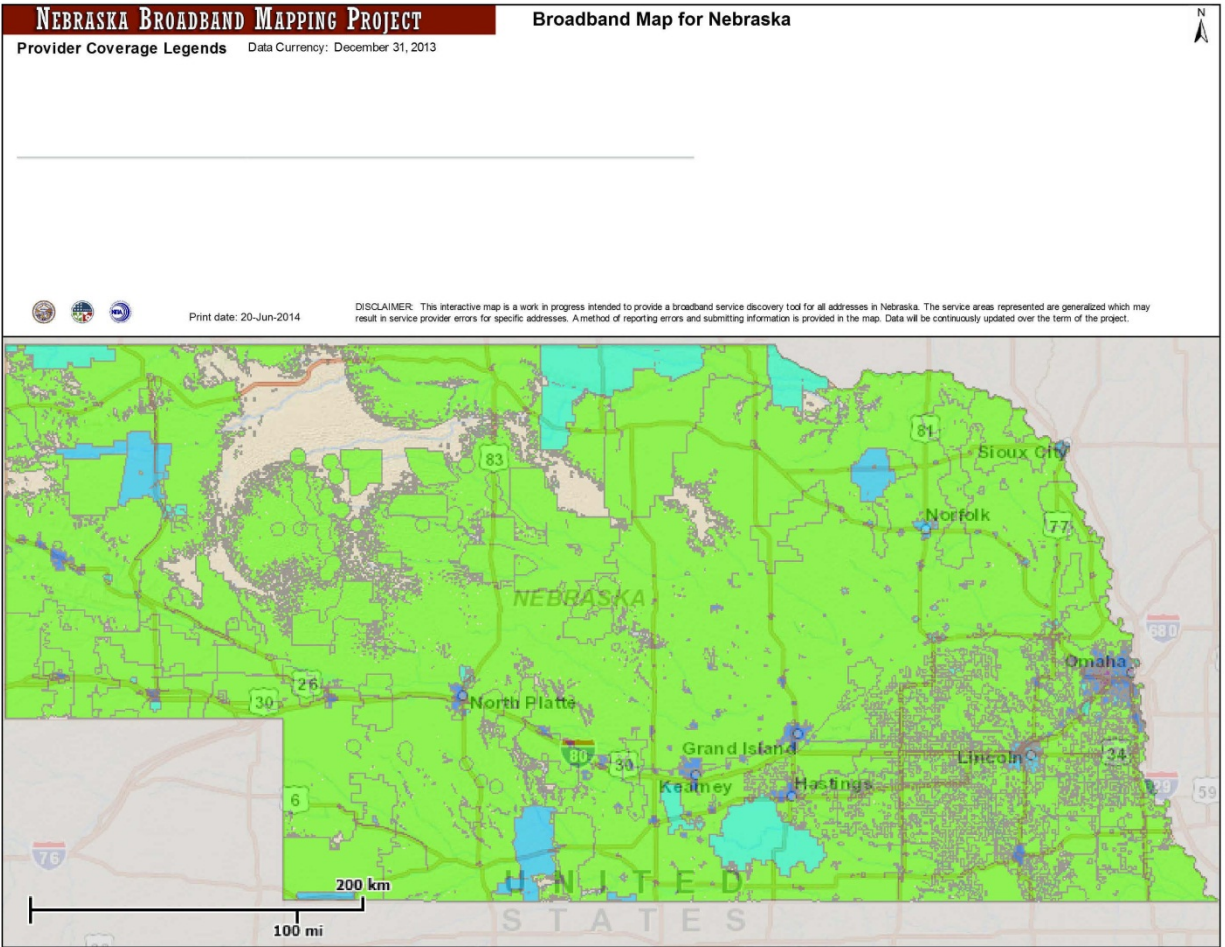 NEBRASKA BROADBAND MAPPING PROJECT
Broadband Map for Nebraska
N
Provider Coverage Legends
Data Currency: December 31, 2013
Print date: 20-Jun-2014
DISCLAIMER: This interactive map is a work in progress intended to provide a broadband service discovery tool for all addresses in Nebraska. The service areas represented are generalized which may
result in service provider errors for specific addresses. A method of reporting errors and submitting information is provided in the map. Data will be continuously updated over the term of the project.
81
Sioux City
83
Norfolk
77
NEBRASKA
680
Omaha
26
30
North Platte
Grand Island
80
30
Lincoln
34
Kearney
Hastings
29
59
6
76
UNITED
STATES
200 km
100 mi